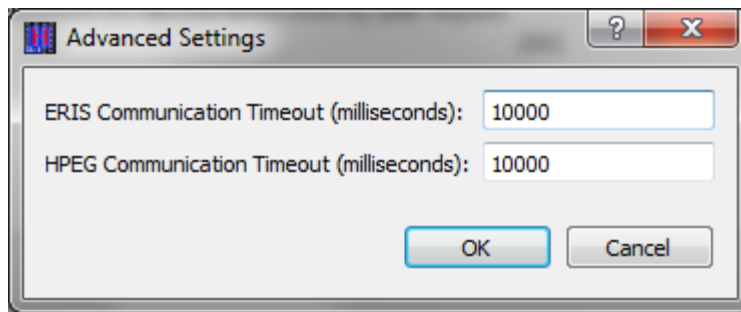 Advanced Settings
ERIS Communication Timeout (milliseconds): 10000
HPEG Communication Timeout (milliseconds): 10000
OK Cancel